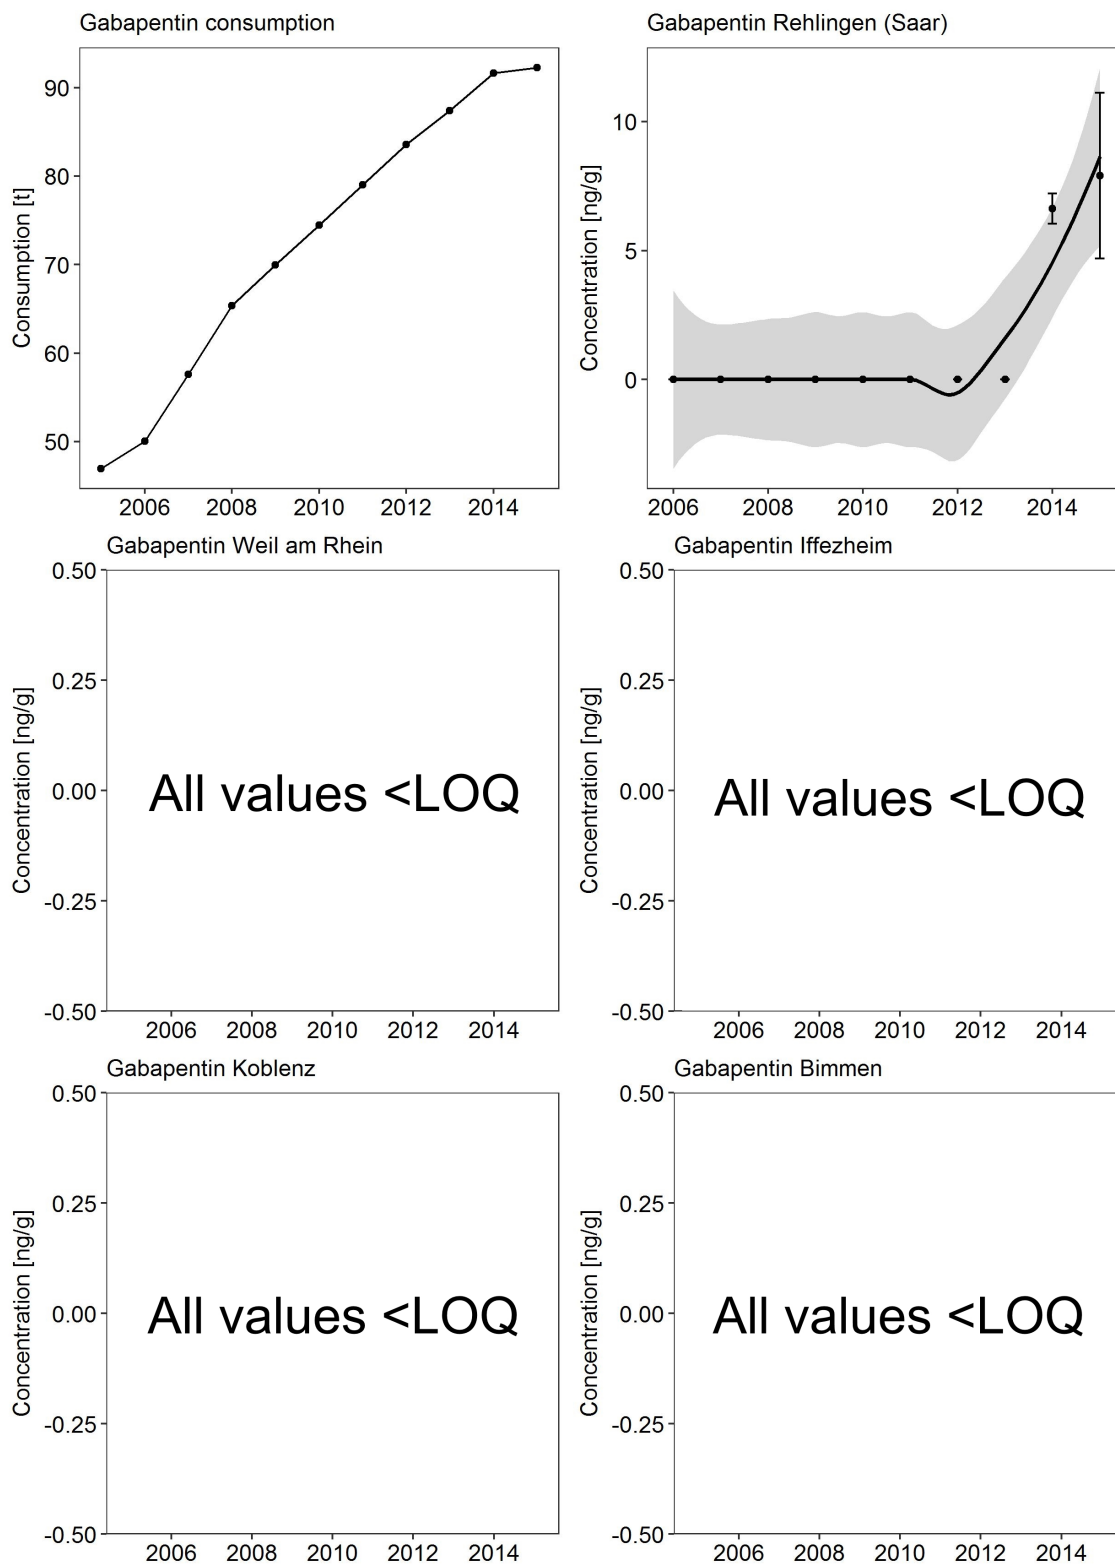 Gabapentin consumption
Consumption [t]
90
80
70
60
50
2006 2008 2010 2012 2014
Gabapentin Rehlingen (Saar)
Concentration [ng/g]
10
5
0
2006 2008 2010 2012 2014
Gabapentin Weil am Rhein
Concentration [ng/g]
0.50
0.25
0.00
-0.25
-0.50
All values <LOQ
2006 2008 2010 2012 2014
Gabapentin Iffezheim
Concentration [ng/g]
0.50
0.25
0.00
-0.25
-0.50
All values <LOQ
2006 2008 2010 2012 2014
Gabapentin Koblenz
Concentration [ng/g]
0.50
0.25
0.00
-0.25
-0.50
All values <LOQ
2006 2008 2010 2012 2014
Gabapentin Bimmen
Concentration [ng/g]
0.50
0.25
0.00
-0.25
-0.50
All values <LOQ
2006 2008 2010 2012 2014